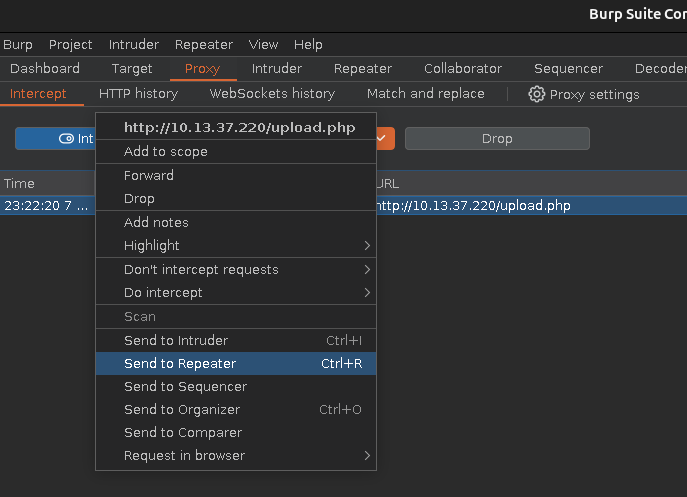 Burp Suite Cor
Burp Project Intruder Repeater View Help
Dashboard Target Proxy Intruder Repeater Collaborator Sequencer Decoder
Intercept HTTP history WebSockets history Match and replace Proxy settings
Int Drop
http://10.13.37.220/upload.php
Add to scope
Time URL
Forward
Drop
23:22:20 7 ... http://10.13.37.220/upload.php
Add notes
Highlight
Don't intercept requests
Do intercept
Scan
Send to Intruder Ctrl+I
Send to Repeater Ctrl+R
Send to Sequencer
Send to Organizer Ctrl+O
Send to Comparer
Request in browser